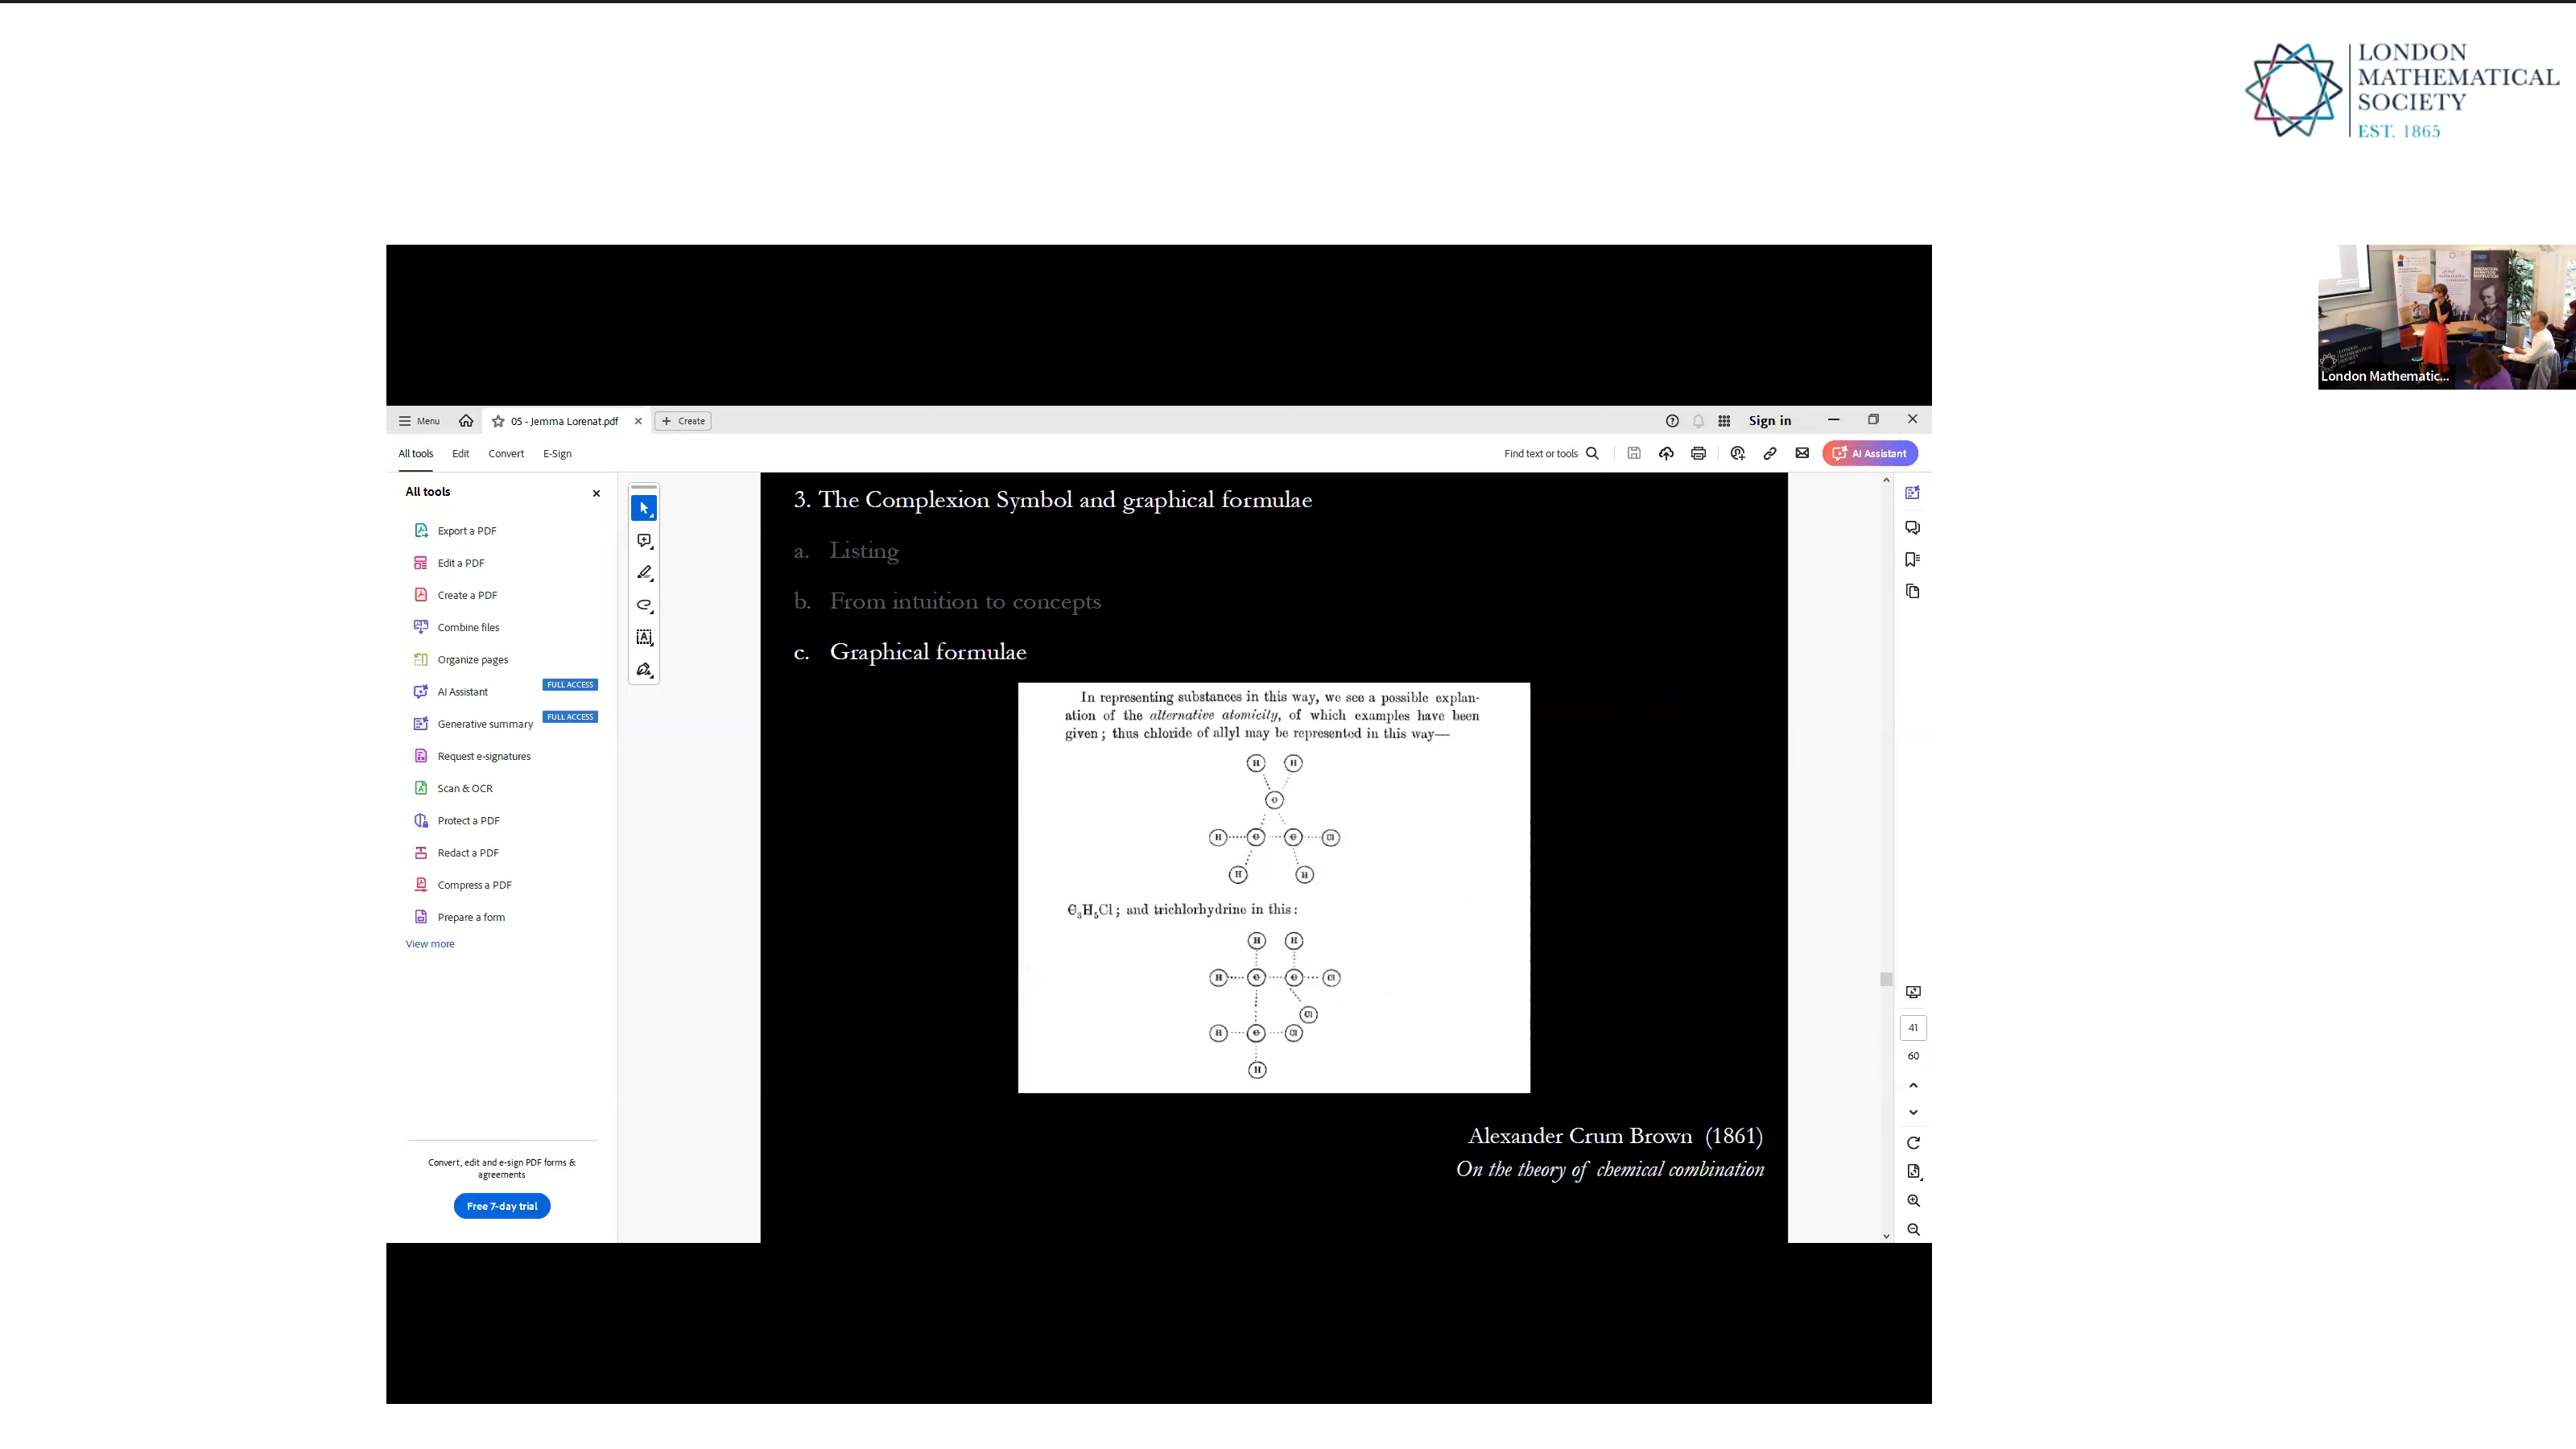 LONDON
MATHEMATICAL
SOCIETY
EST. 1865
London Mathematic...
Menu
05 - Jemma Lorenat.pdf
Create
Sign in
All tools
Edit
Convert
E-Sign
Find text or tools
AI Assistant
All tools
Export a PDF
Edit a PDF
Create a PDF
Combine files
Organize pages
AI Assistant
FULL ACCESS
Generative summary
FULL ACCESS
Request e-signatures
Scan & OCR
Protect a PDF
Redact a PDF
Compress a PDF
Prepare a form
View more
Convert, edit and e-sign PDF forms &
agreements
Free 7-day trial
3. The Complexion Symbol and graphical formulae
a. Listing
b. From intuition to concepts
c. Graphical formulae
In representing substances in this way, we see a possible explan-
ation of the alternative atomicity, of which examples have been
given; thus chloride of allyl may be represented in this way—
H H
Є
H Є Є Cl
H H
Є₃H₅Cl; and trichlorhydrine in this:
H H
H Є Є Cl
Cl
H Є Cl
H
Alexander Crum Brown (1861)
On the theory of chemical combination
41
60